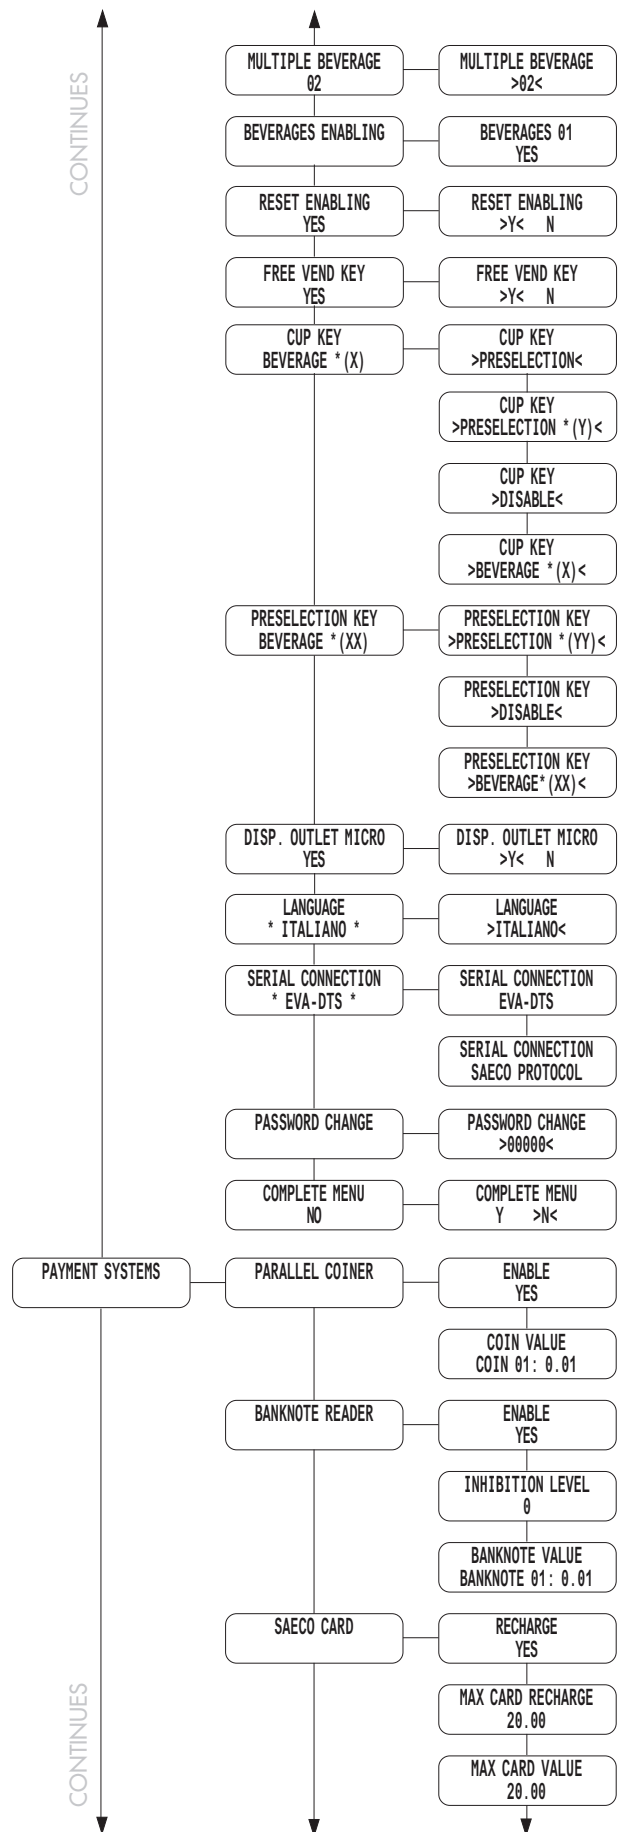 CONTINUES
MULTIPLE BEVERAGE
02
MULTIPLE BEVERAGE
>02<
BEVERAGES ENABLING
BEVERAGES 01
YES
RESET ENABLING
YES
RESET ENABLING
>Y< N
FREE VEND KEY
YES
FREE VEND KEY
>Y< N
CUP KEY
BEVERAGE *(X)
CUP KEY
>PRESELECTION<
CUP KEY
>PRESELECTION *(Y)<
CUP KEY
>DISABLE<
CUP KEY
>BEVERAGE *(X)<
PRESELECTION KEY
BEVERAGE *(XX)
PRESELECTION KEY
>PRESELECTION *(YY)<
PRESELECTION KEY
>DISABLE<
PRESELECTION KEY
>BEVERAGE*(XX)<
DISP. OUTLET MICRO
YES
DISP. OUTLET MICRO
>Y< N
LANGUAGE
* ITALIANO *
LANGUAGE
>ITALIANO<
SERIAL CONNECTION
* EVA-DTS *
SERIAL CONNECTION
EVA-DTS
SERIAL CONNECTION
SAECO PROTOCOL
PASSWORD CHANGE
PASSWORD CHANGE
>00000<
COMPLETE MENU
NO
COMPLETE MENU
Y >N<
PAYMENT SYSTEMS
PARALLEL COINER
ENABLE
YES
COIN VALUE
COIN 01: 0.01
BANKNOTE READER
ENABLE
YES
INHIBITION LEVEL
0
BANKNOTE VALUE
BANKNOTE 01: 0.01
SAECO CARD
RECHARGE
YES
MAX CARD RECHARGE
20.00
MAX CARD VALUE
20.00
CONTINUES